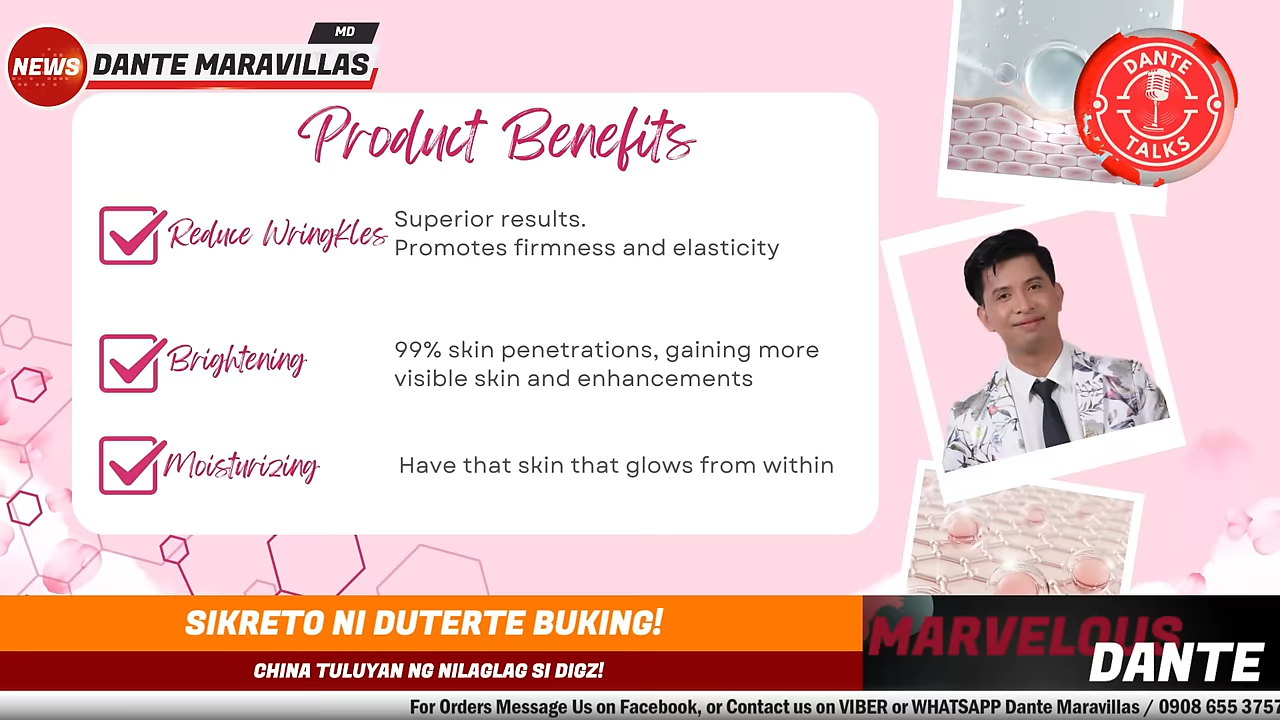 MD
NEWS
DANTE MARAVILLAS
DANTE
TALKS
Product Benefits
Reduce Wringkles
Superior results.
Promotes firmness and elasticity
Brightening
99% skin penetrations, gaining more
visible skin and enhancements
Moisturizing
Have that skin that glows from within
SIKRETO NI DUTERTE BUKING!
CHINA TULUYAN NG NILAGLAG SI DIGZ!
MARVELOUS
DANTE
For Orders Message Us on Facebook, or Contact us on VIBER or WHATSAPP Dante Maravillas / 0908 655 3757